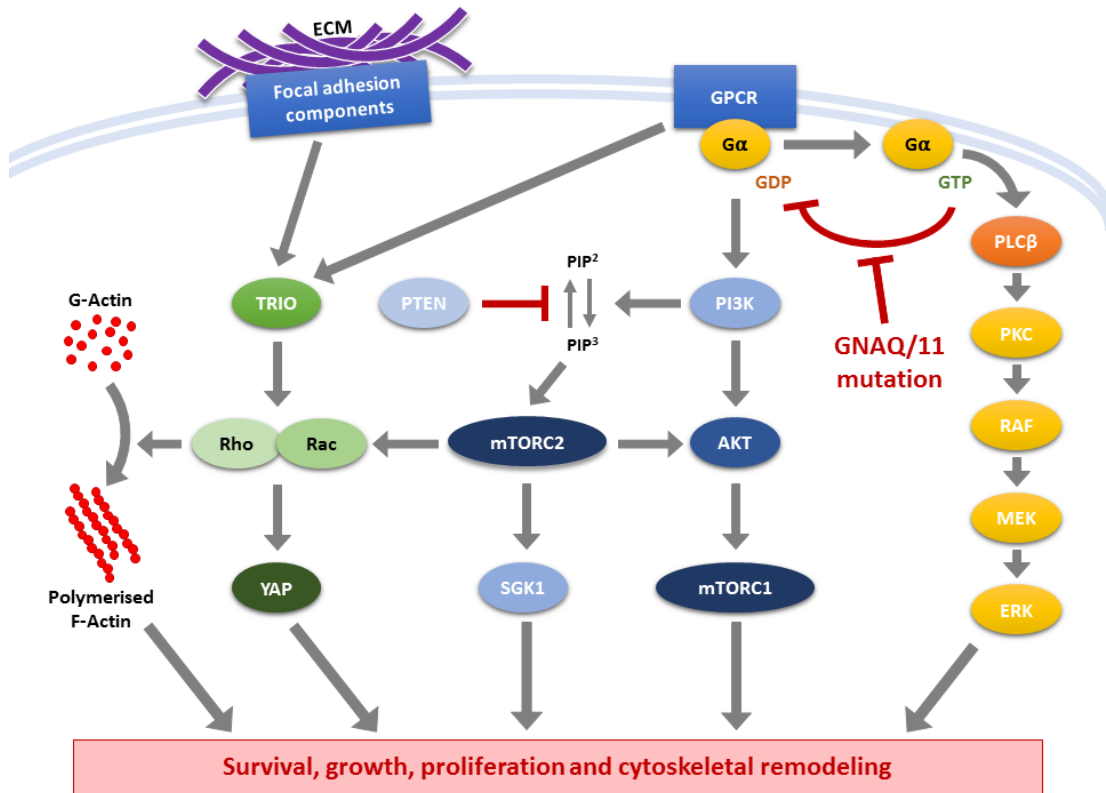 ECM
Focal adhesion
components
GPCR
Gα
Gα
GDP
GTP
PLCβ
PIP²
G-Actin
TRIO
PTEN
PI3K
PKC
PIP³
GNAQ/11
mutation
Rho
Rac
mTORC2
AKT
RAF
MEK
YAP
SGK1
mTORC1
Polymerised
F-Actin
ERK
Survival, growth, proliferation and cytoskeletal remodeling